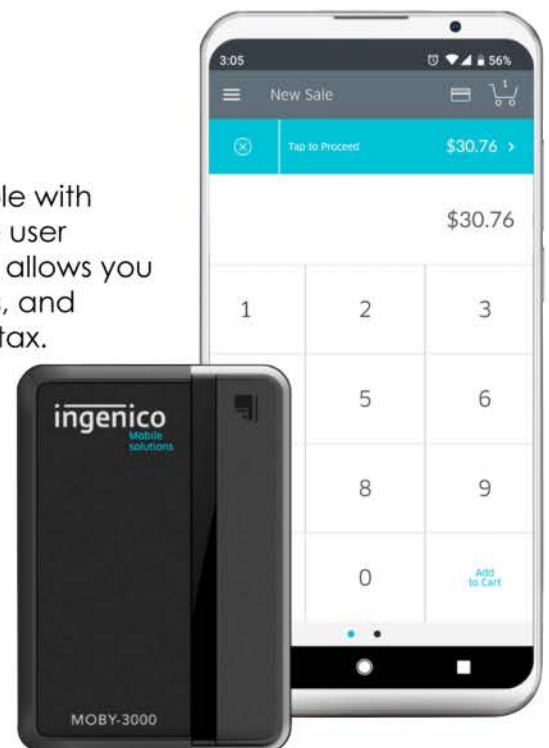 3:05
56%
New Sale
1
Tap to Proceed
$30.76 >
$30.76
ble with
user
allows you
s, and
tax.
1
2
3
5
6
8
9
0
Add
to Cart
ingenico
Mobile
solutions
MOBY-3000